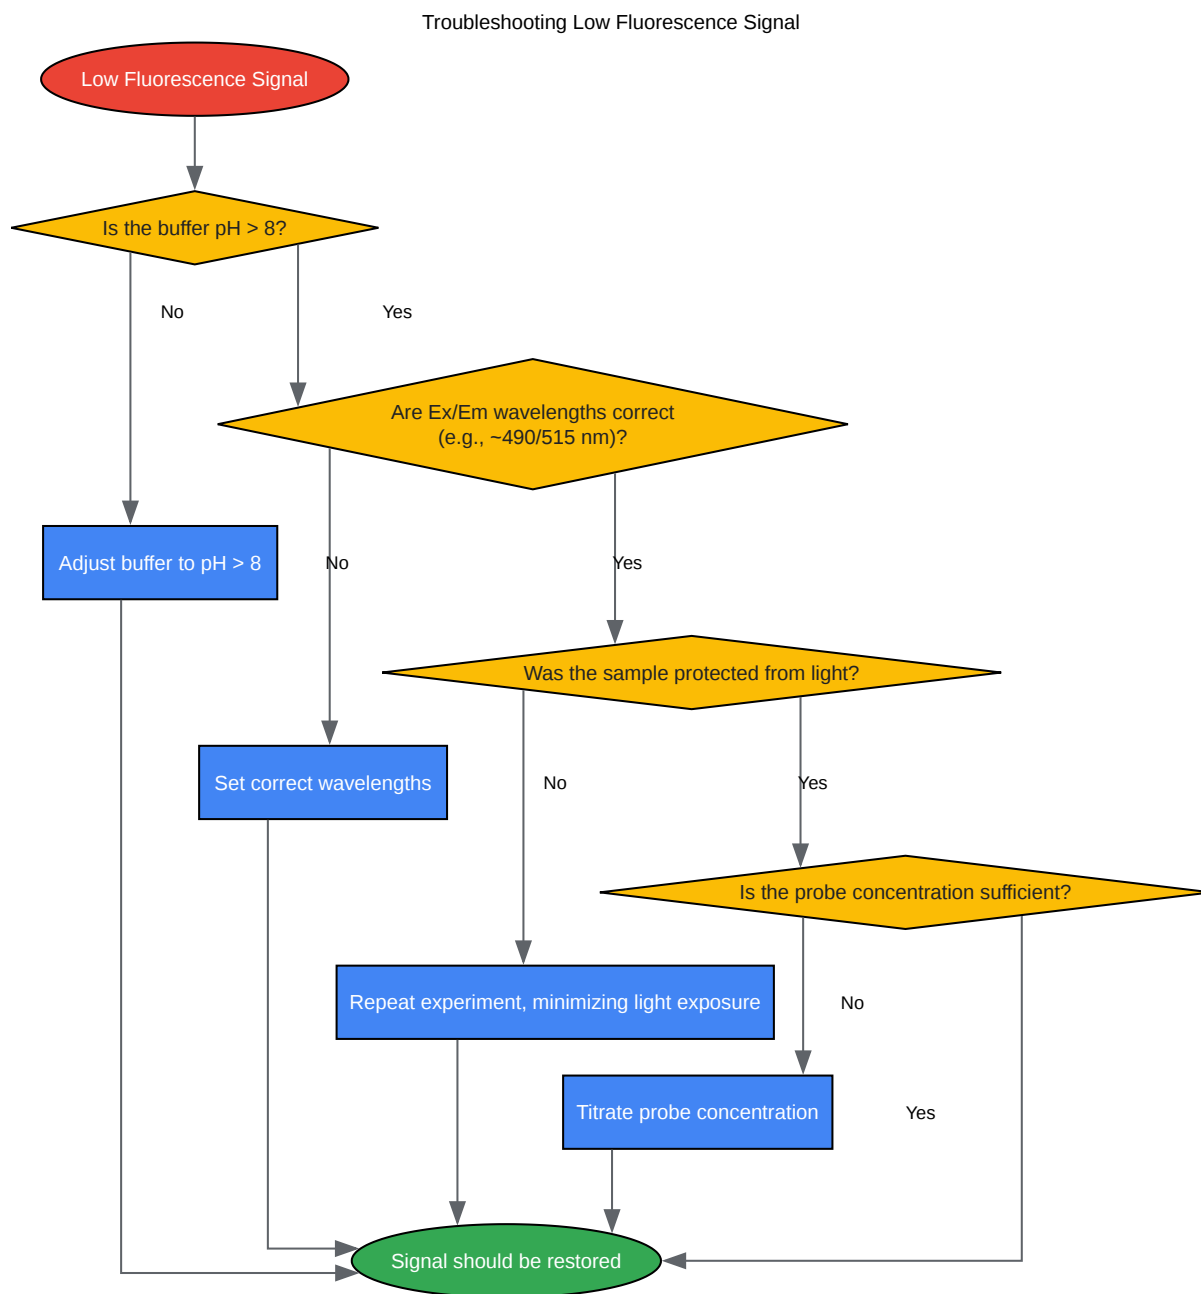 Troubleshooting Low Fluorescence Signal
Low Fluorescence Signal
Is the buffer pH > 8?
No
Yes
Are Ex/Em wavelengths correct
(e.g., ~490/515 nm)?
Adjust buffer to pH > 8
No
Yes
Was the sample protected from light?
Set correct wavelengths
No
Yes
Is the probe concentration sufficient?
Repeat experiment, minimizing light exposure
No
Titrate probe concentration
Yes
Signal should be restored